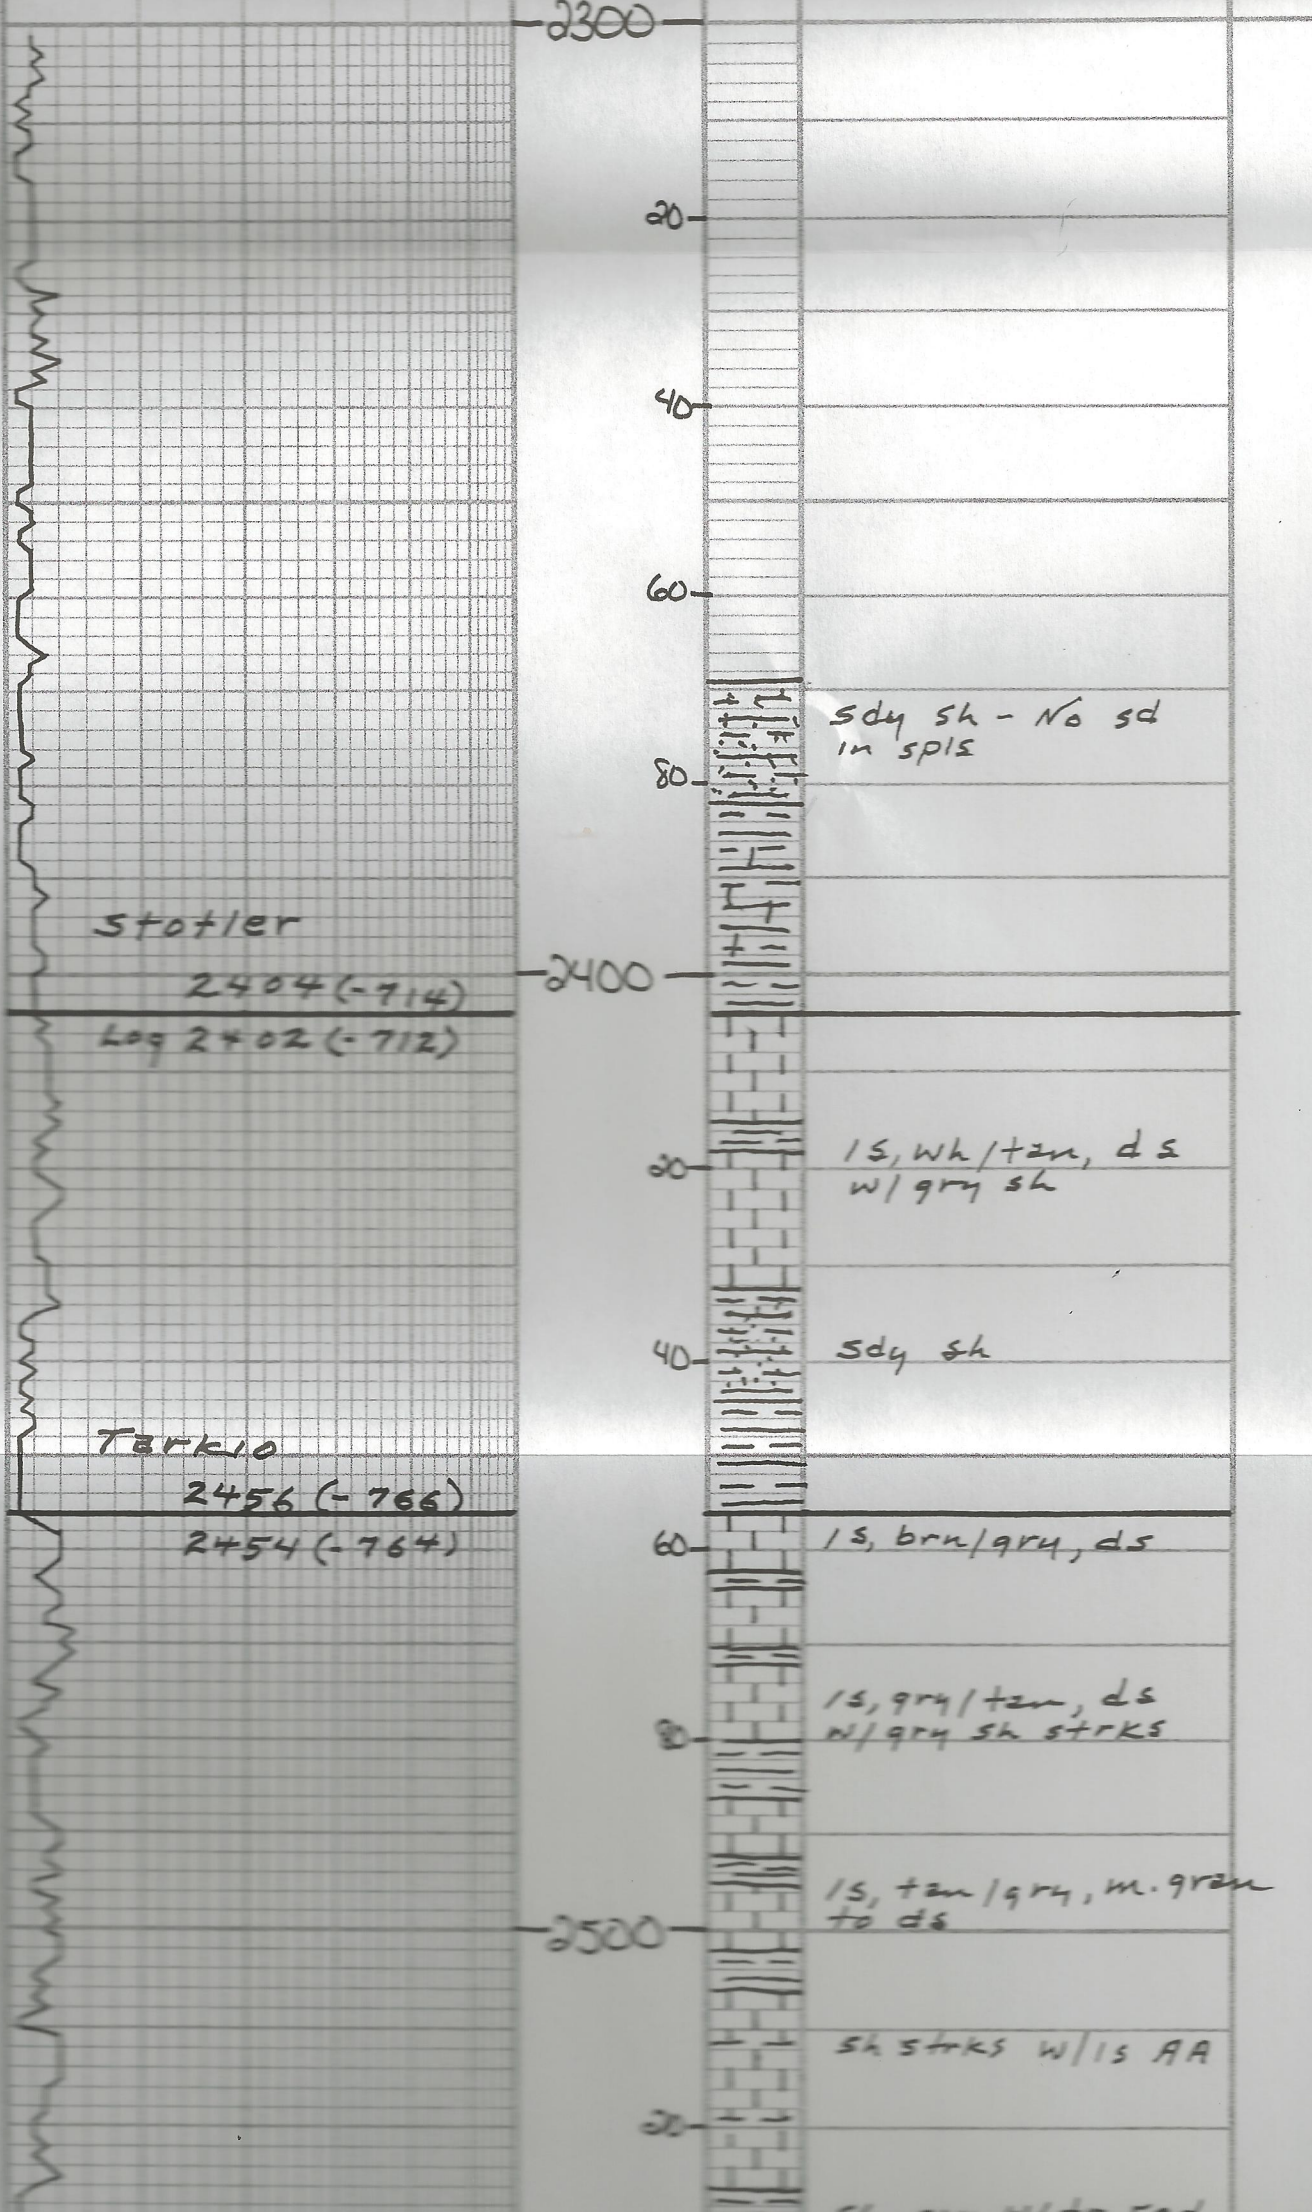 2300
20
40
60
sdy sh - No sd
in spls
80
Stotler
2400
2404 (-714)
Log 2402 (-712)
ls, wh/tan, ds
20
w/ gry sh
40
sdy sh
Tarkio
2456 (-766)
2454 (-764)
60
ls, brn/gry, ds
ls, gry/tan, ds
80
w/gry sh strks
ls, tan/gry, m. gran
to ds
2500
sh strks w/ls AA
20